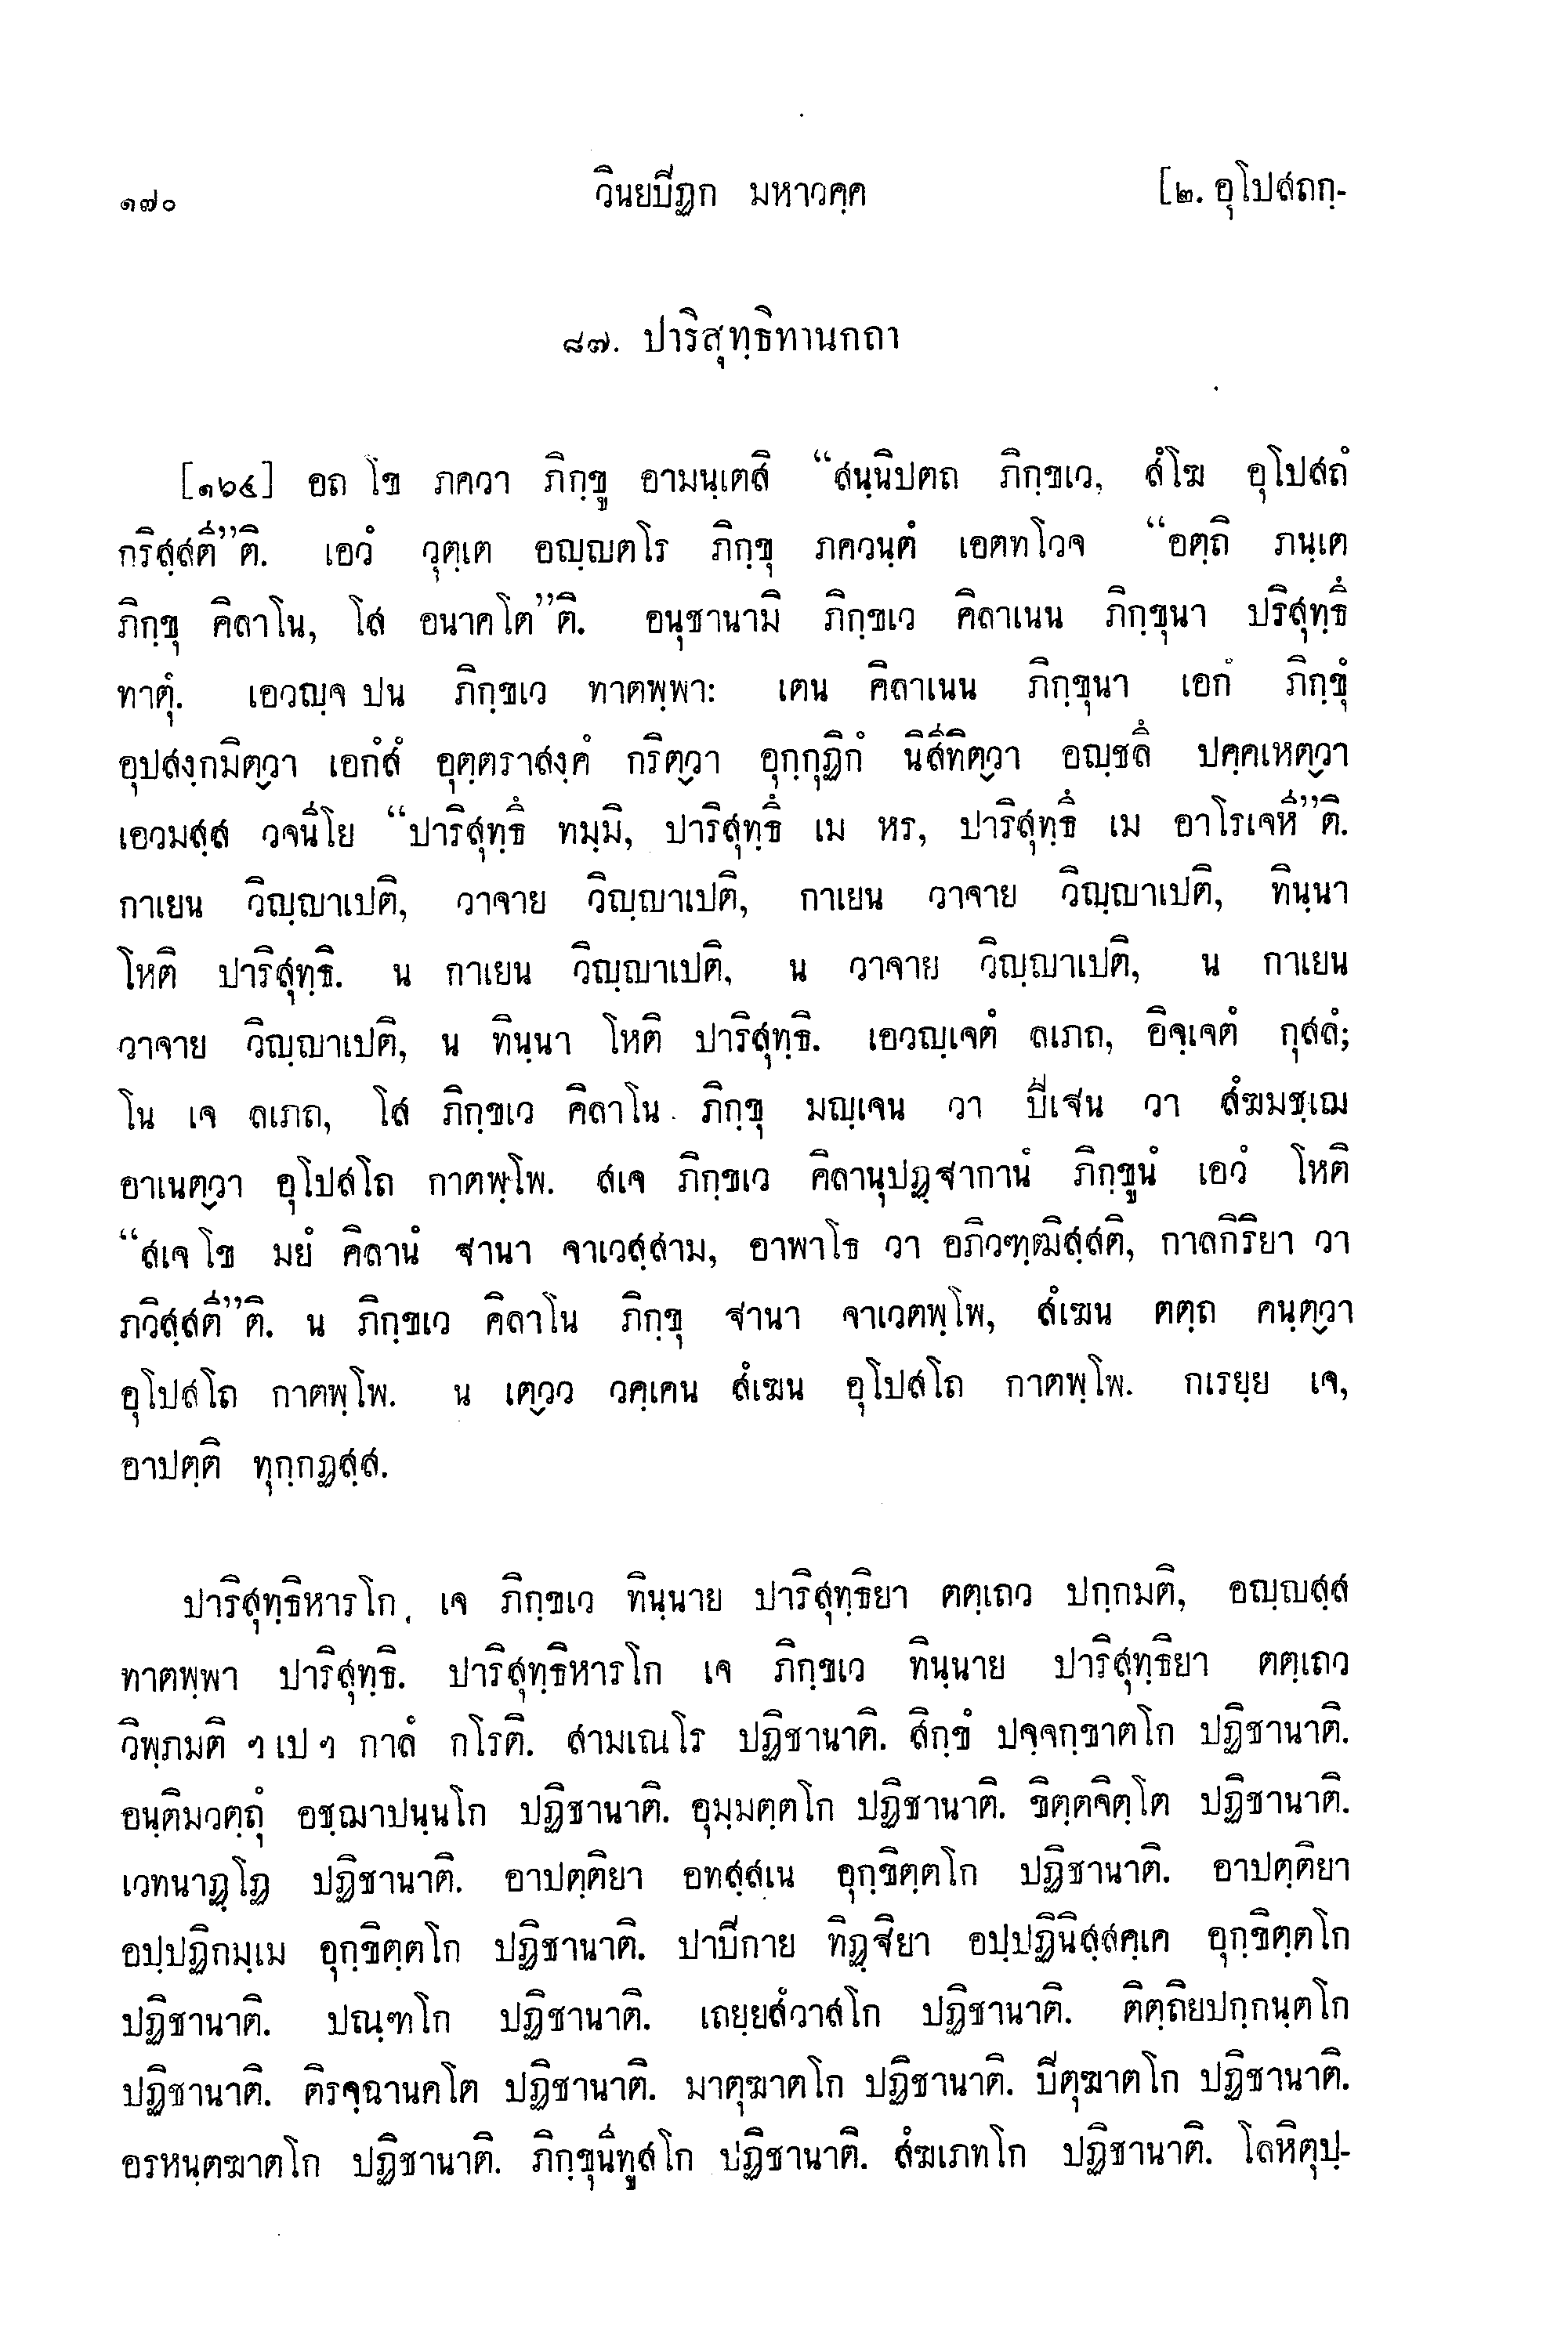 ๑๗๐ วินยปิฏก มหาวคฺค [๒. อุโปสถกฺ-
๘๗. ปาริสุทฺธิทานกถา
[๑๖๔] อถ โข ภควา ภิกฺขู อามนฺเตสิ “สนฺนิปตถ ภิกฺขเว, สํโฆ อุโปสถํ
กริสฺสตี”ติ. เอวํ วุตฺเต อญฺญตโร ภิกฺขุ ภควนฺตํ เอตทโวจ “อตฺถิ ภนฺเต
ภิกฺขุ คิลาโน, โส อนาคโต”ติ. อนุชานามิ ภิกฺขเว คิลาเนน ภิกฺขุนา ปริสุทฺธึ
ทาตุํ. เอวญฺจ ปน ภิกฺขเว ทาตพฺพา: เตน คิลาเนน ภิกฺขุนา เอกํ ภิกฺขุํ
อุปสงฺกมิตฺวา เอกํสํ อุตฺตราสงฺคํ กริตฺวา อุกฺกุฏิกํ นิสีทิตฺวา อญฺชลึ ปคฺคเหตฺวา
เอวมสฺส วจนีโย “ปาริสุทฺธึ ทมฺมิ, ปาริสุทฺธึ เม หร, ปาริสุทฺธึ เม อาโรเจหี”ติ.
กาเยน วิญฺญาเปติ, วาจาย วิญฺญาเปติ, กาเยน วาจาย วิญฺญาเปติ, ทินฺนา
โหติ ปาริสุทฺธิ. น กาเยน วิญฺญาเปติ, น วาจาย วิญฺญาเปติ, น กาเยน
วาจาย วิญฺญาเปติ, น ทินฺนา โหติ ปาริสุทฺธิ. เอวญฺเจตํ ลเภถ, อิจฺเจตํ กุสลํ;
โน เจ ลเภถ, โส ภิกฺขเว คิลาโน ภิกฺขุ มญฺเจน วา ปีเฐน วา สํฆมชฺเฌ
อาเนตฺวา อุโปสโถ กาตพฺโพ. สเจ ภิกฺขเว คิลานุปฏฺฐากานํ ภิกฺขูนํ เอวํ โหติ
“สเจ โข มยํ คิลานํ ฐานา จาเวสฺสาม, อาพาโธ วา อภิวฑฺฒิสฺสติ, กาลกิริยา วา
ภวิสฺสตี”ติ. น ภิกฺขเว คิลาโน ภิกฺขุ ฐานา จาเวตพฺโพ, สํเฆน ตตฺถ คนฺตฺวา
อุโปสโถ กาตพฺโพ. น เตฺวว วคฺเคน สํเฆน อุโปสโถ กาตพฺโพ. กเรยฺย เจ,
อาปตฺติ ทุกฺกฏสฺส.
ปาริสุทฺธิหารโก, เจ ภิกฺขเว ทินฺนาย ปาริสุทฺธิยา ตตฺเถว ปกฺกมติ, อญฺญสฺส
ทาตพฺพา ปาริสุทฺธิ. ปาริสุทฺธิหารโก เจ ภิกฺขเว ทินฺนาย ปาริสุทฺธิยา ตตฺเถว
วิพฺภมติ ฯ เป ฯ กาลํ กโรติ. สามเณโร ปฏิชานาติ. สิกฺขํ ปจฺจกฺขาตโก ปฏิชานาติ.
อนฺติมวตฺถุํ อชฺฌาปนฺนโก ปฏิชานาติ. อุมฺมตฺตโก ปฏิชานาติ. ขิตฺตจิตฺโต ปฏิชานาติ.
เวทนาฏฺโฏ ปฏิชานาติ. อาปตฺติยา อทสฺสเน อุกฺขิตฺตโก ปฏิชานาติ. อาปตฺติยา
อปฺปฏิกมฺเม อุกฺขิตฺตโก ปฏิชานาติ. ปาปิกาย ทิฏฺฐิยา อปฺปฏินิสฺสคฺเค อุกฺขิตฺตโก
ปฏิชานาติ. ปณฺฑโก ปฏิชานาติ. เถยฺยสํวาสโก ปฏิชานาติ. ติตฺถิยปกฺกนฺตโก
ปฏิชานาติ. ติรจฺฉานคโต ปฏิชานาติ. มาตุฆาตโก ปฏิชานาติ. ปิตุฆาตโก ปฏิชานาติ.
อรหนฺตฆาตโก ปฏิชานาติ. ภิกฺขุนีทูสโก ปฏิชานาติ. สํฆเภทโก ปฏิชานาติ. โลหิตุปฺ-